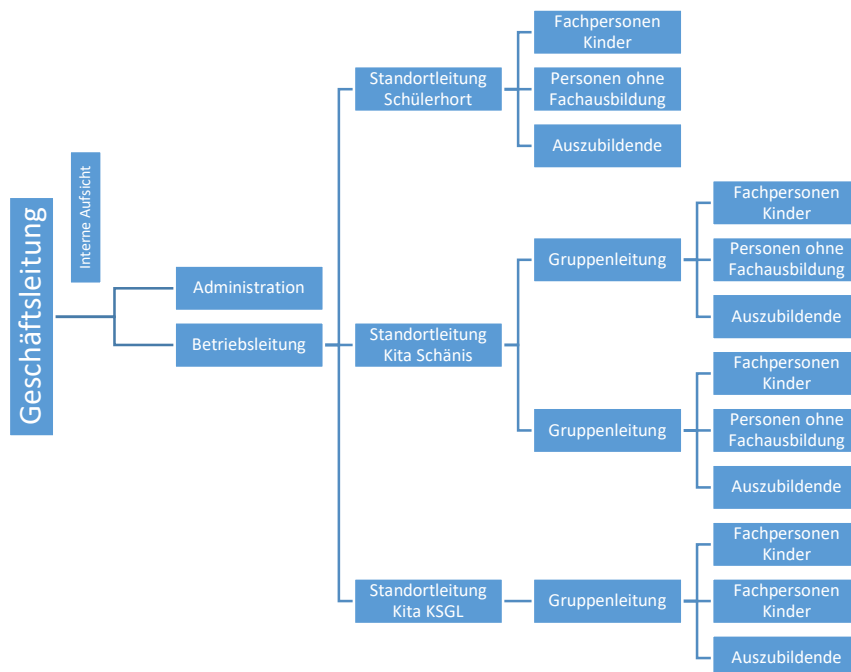 Geschäftsleitung
Interne Aufsicht
Administration
Betriebsleitung
Standortleitung
Schülerhort
Fachpersonen
Kinder
Personen ohne
Fachausbildung
Auszubildende
Standortleitung
Kita Schänis
Gruppenleitung
Fachpersonen
Kinder
Personen ohne
Fachausbildung
Auszubildende
Gruppenleitung
Fachpersonen
Kinder
Personen ohne
Fachausbildung
Auszubildende
Standortleitung
Kita KSGL
Gruppenleitung
Fachpersonen
Kinder
Fachpersonen
Kinder
Auszubildende